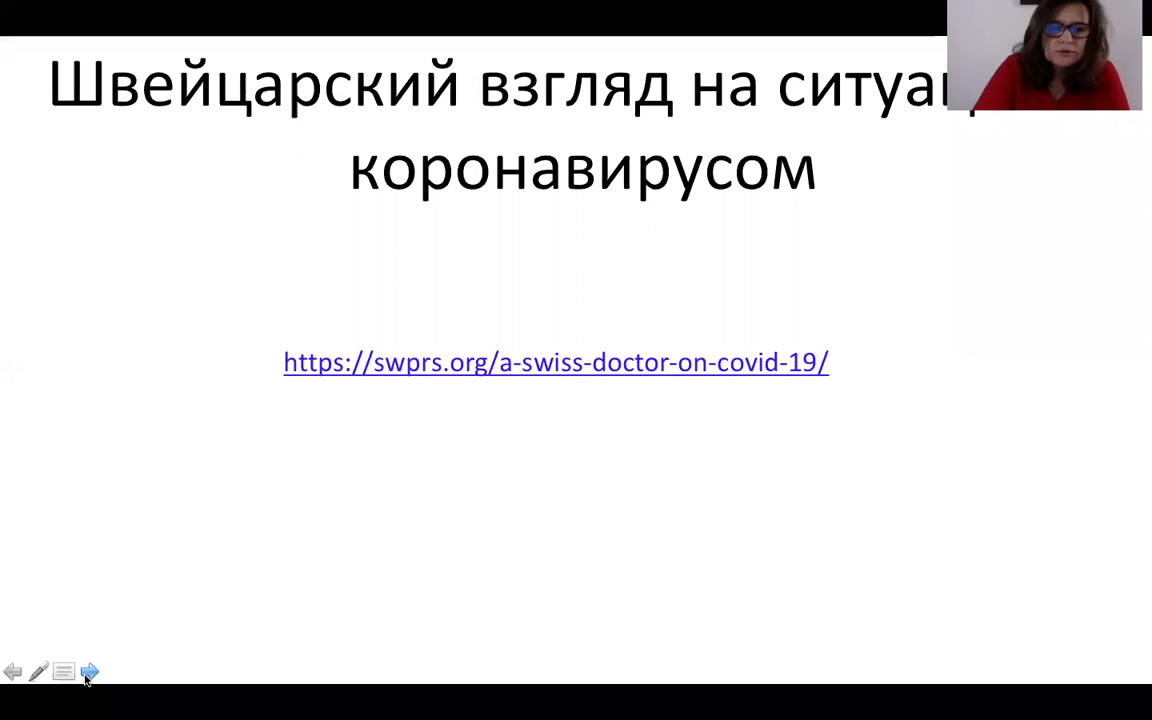 Швейцарский взгляд на
коронавирусом
https://swprs.org/a-swiss-doctor-on-covid-19/